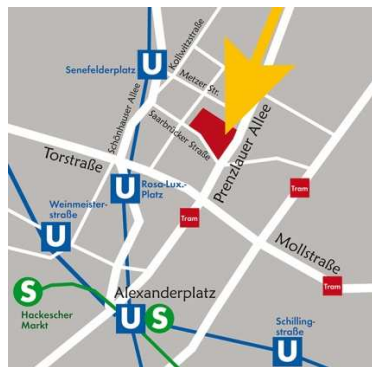 Kollwitzstraße
U
Senefelderplatz
Metzer Str.
Schönhauser Allee
Saarbrücker Straße
Prenzlauer Allee
Torstraße
Tram
U
Rosa-Lux.-
Platz
Weinmeister-
straße
Tram
U
Mollstraße
S
Alexanderplatz
Tram
Hackescher
Markt
U
S
Schilling-
straße
U